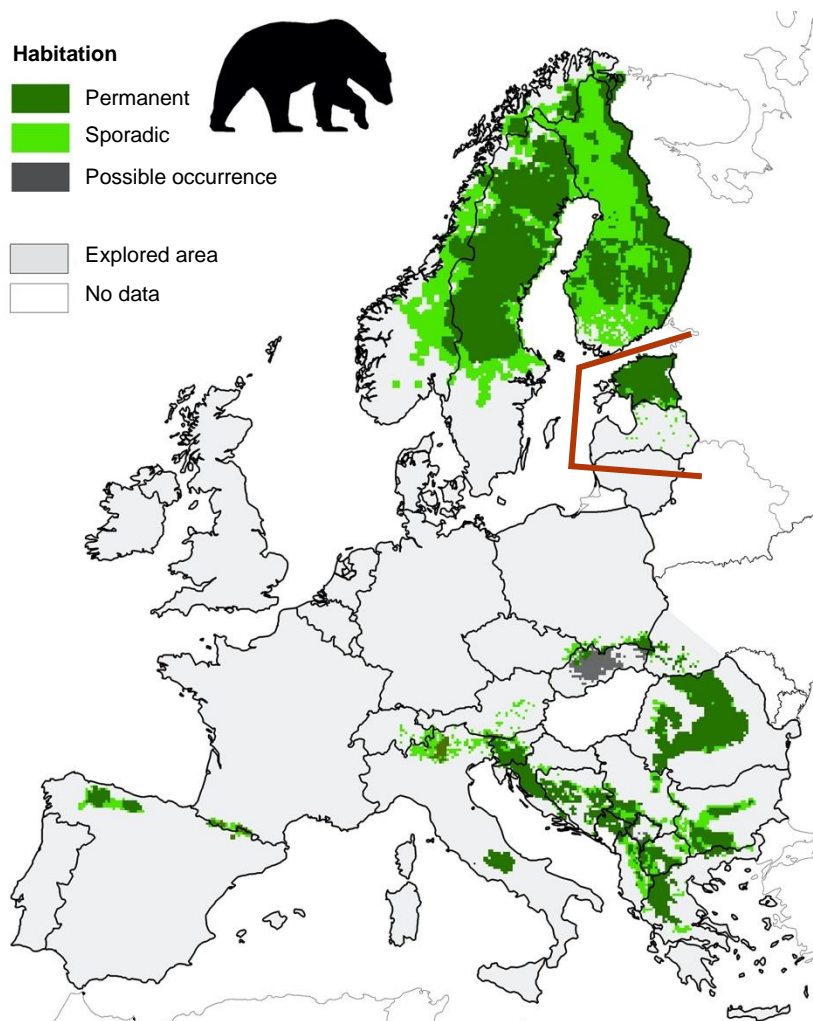 Habitation
Permanent
Sporadic
Possible occurrence
Explored area
No data